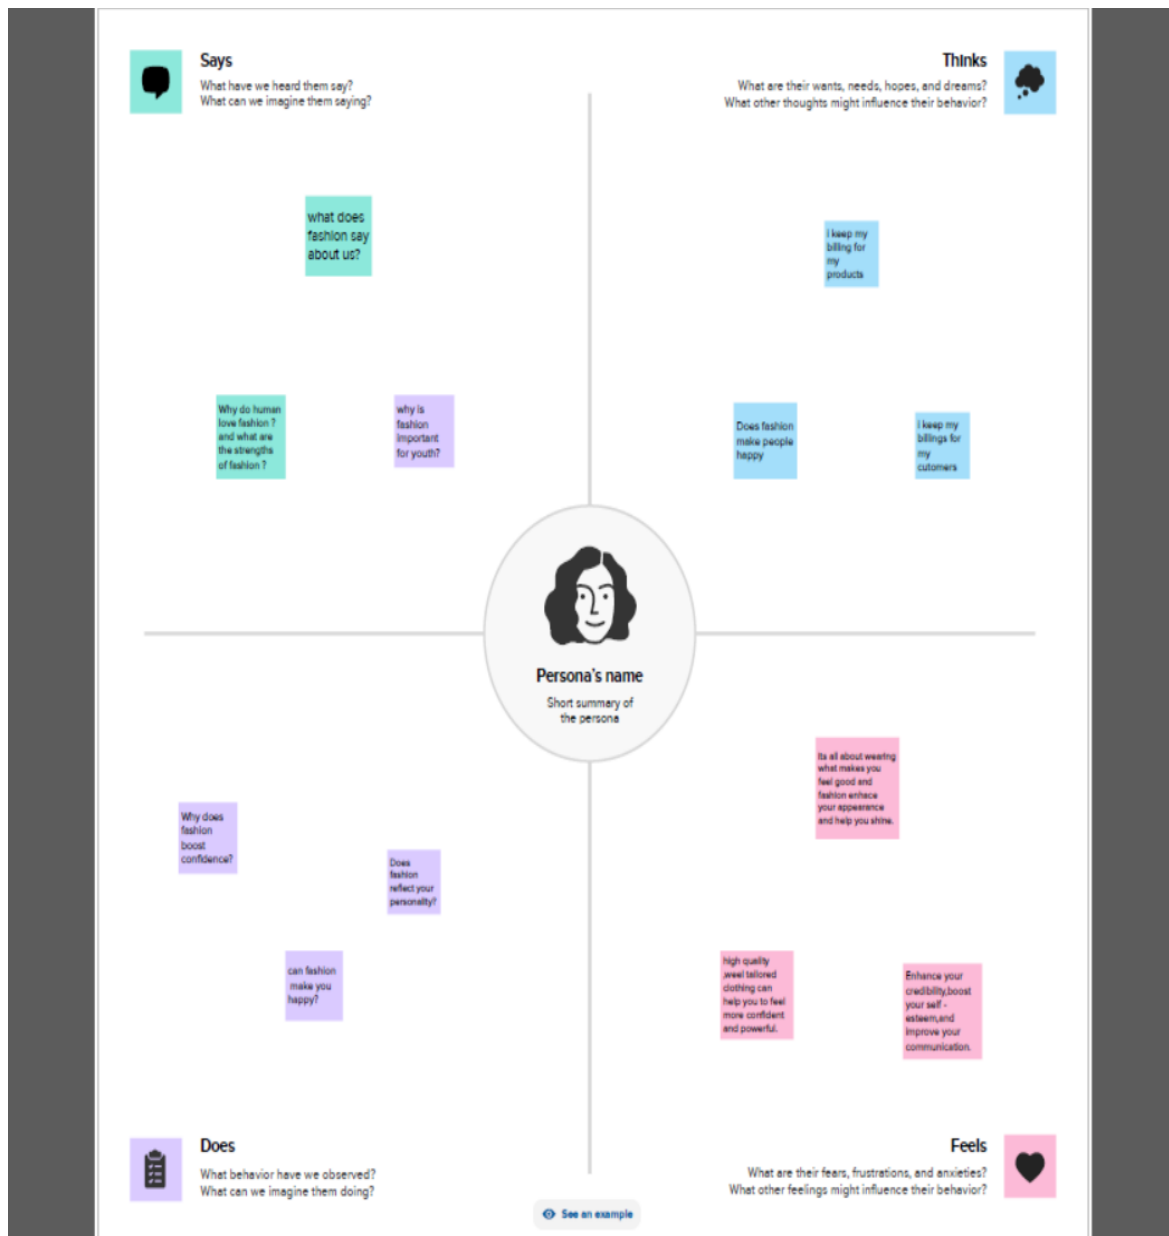 Says
What have we heard them say?
What can we imagine them saying?
Thinks
What are their wants, needs, hopes, and dreams?
What other thoughts might influence their behavior?
what does
fashion say
about us?
I keep my
billing for
my
products
Why do human
love fashion ?
and what are
the strengths
of fashion ?
why is
fashion
important
for youth?
Does fashion
make people
happy
I keep my
billings for
my
cutomers
Persona's name
Short summary of
the persona
Why does
fashion
boost
confidence?
Does
fashion
reflect your
personality?
can fashion
make you
happy?
Its all about wearing
what makes you
feel good and
fashion enhace
your appearance
and help you shine.
high quality
,weel tailored
clothing can
help you to feel
more confident
and powerful.
Enhance your
credibility,boost
your self -
esteem,and
improve your
communication.
Does
What behavior have we observed?
What can we imagine them doing?
Feels
What are their fears, frustrations, and anxieties?
What other feelings might influence their behavior?
See an example